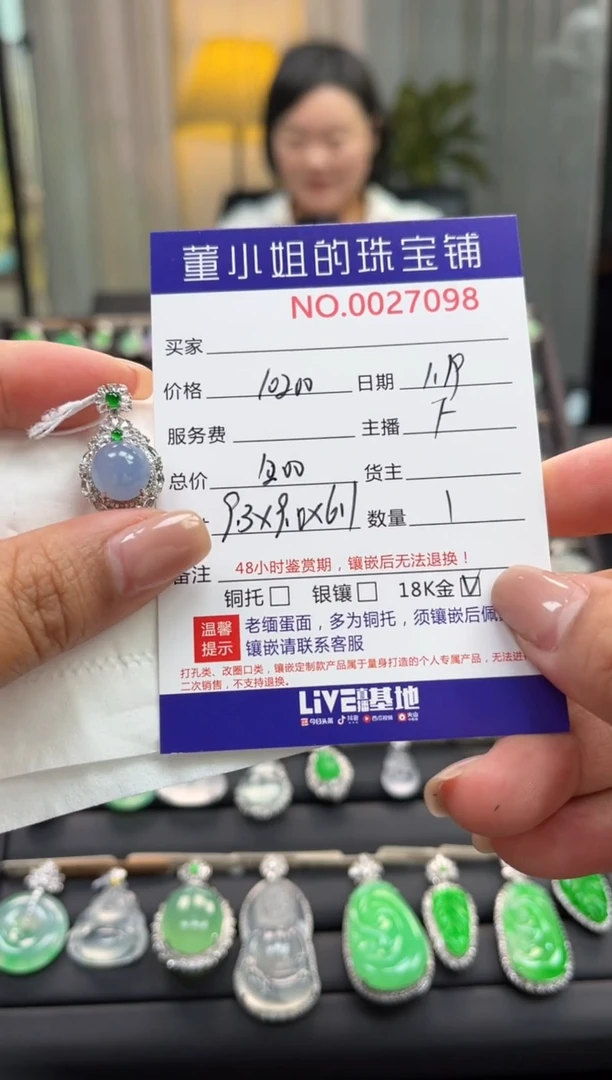 董小姐的珠宝铺
NO.0027098
买家
价格 10200 日期 1.19
服务费 主播
总价 货主
9.3×9.0×6.1 数量 1
备注 48小时鉴赏期，镶嵌后无法退换！
铜托 银镶 18K金
温馨提示 老缅蛋面，多为铜托，须镶嵌后佩
镶嵌请联系客服
打孔类、改圈口类，镶嵌定制款产品属于量身打造的个人专属产品，无法进
二次销售，不支持退换。
LiVE直播基地
今日头条 抖音 西瓜视频 火山